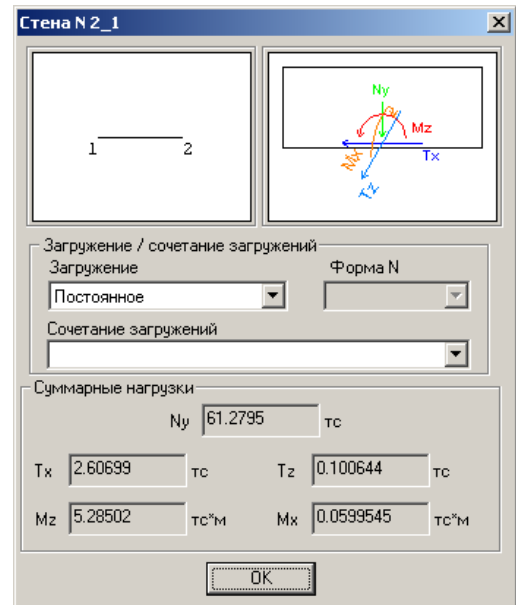 Стена N 2_1
1 2
Ny
Mz
Mx
Tx
Tz
Загружение / сочетание загружений
Загружение Форма N
Постоянное
Сочетание загружений
Суммарные нагрузки
Ny 61.2795 тс
Tx 2.60699 тс Tz 0.100644 тс
Mz 5.28502 тс*м Mx 0.0599545 тс*м
OK